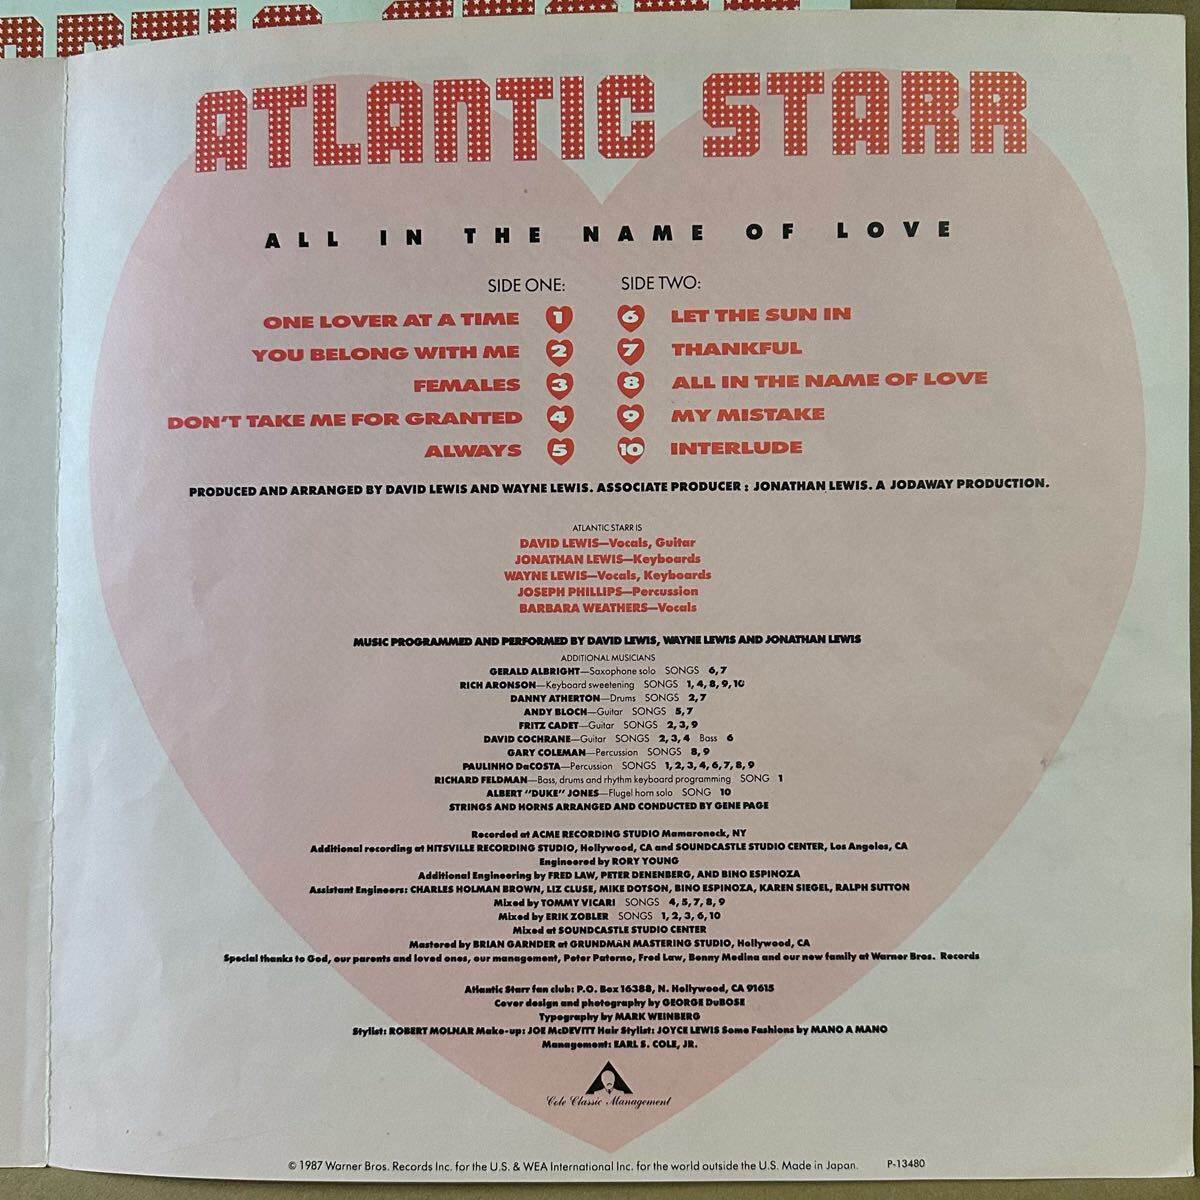 ATLANTIC STARR
ALL IN THE NAME OF LOVE
SIDE ONE:
ONE LOVER AT A TIME 1
YOU BELONG WITH ME 2
FEMALES 3
DON'T TAKE ME FOR GRANTED 4
ALWAYS 5
SIDE TWO:
6 LET THE SUN IN
7 THANKFUL
8 ALL IN THE NAME OF LOVE
9 MY MISTAKE
10 INTERLUDE
PRODUCED AND ARRANGED BY DAVID LEWIS AND WAYNE LEWIS. ASSOCIATE PRODUCER : JONATHAN LEWIS. A JODAWAY PRODUCTION.
ATLANTIC STARR IS
DAVID LEWIS—Vocals, Guitar
JONATHAN LEWIS—Keyboards
WAYNE LEWIS—Vocals, Keyboards
JOSEPH PHILLIPS—Percussion
BARBARA WEATHERS—Vocals
MUSIC PROGRAMMED AND PERFORMED BY DAVID LEWIS, WAYNE LEWIS AND JONATHAN LEWIS
ADDITIONAL MUSICIANS
GERALD ALBRIGHT—Saxophone solo SONGS 6, 7
RICH ARONSON—Keyboard sweetening SONGS 1, 4, 8, 9, 10
DANNY ATHERTON—Drums SONGS 2, 7
ANDY BLOCH—Guitar SONGS 5, 7
FRITZ CADET—Guitar SONGS 2, 3, 9
DAVID COCHRANE—Guitar SONGS 2, 3, 4 Bass 6
GARY COLEMAN—Percussion SONGS 8, 9
PAULINHO DaCOSTA—Percussion SONGS 1, 2, 3, 4, 6, 7, 8, 9
RICHARD FELDMAN—Bass, drums and rhythm keyboard programming SONG 1
ALBERT "DUKE" JONES—Flugel horn solo SONG 10
STRINGS AND HORNS ARRANGED AND CONDUCTED BY GENE PAGE
Recorded at ACME RECORDING STUDIO Mamaroneck, NY
Additional recording at HITSVILLE RECORDING STUDIO, Hollywood, CA and SOUNDCASTLE STUDIO CENTER, Los Angeles, CA
Engineered by RORY YOUNG
Additional Engineering by FRED LAW, PETER DENENBERG, AND BINO ESPINOZA
Assistant Engineers: CHARLES HOLMAN BROWN, LIZ CLUSE, MIKE DOTSON, BINO ESPINOZA, KAREN SIEGEL, RALPH SUTTON
Mixed by TOMMY VICARI SONGS 4, 5, 7, 8, 9
Mixed by ERIK ZOBLER SONGS 1, 2, 3, 6, 10
Mixed at SOUNDCASTLE STUDIO CENTER
Mastered by BRIAN GARNDER at GRUNDMAN MASTERING STUDIO, Hollywood, CA
Special thanks to God, our parents and loved ones, our management, Peter Paterno, Fred Law, Benny Medina and our new family at Warner Bros. Records
Atlantic Starr fan club: P.O. Box 16388, N. Hollywood, CA 91615
Cover design and photography by GEORGE DuBOSE
Typography by MARK WEINBERG
Stylist: ROBERT MOLNAR Make-up: JOE McDEVITT Hair Stylist: JOYCE LEWIS Some Fashions by MANO A MANO
Management: EARL S. COLE, JR.
Cole Classic Management
© 1987 Warner Bros. Records Inc. for the U.S. & WEA International Inc. for the world outside the U.S. Made in Japan. P-13480